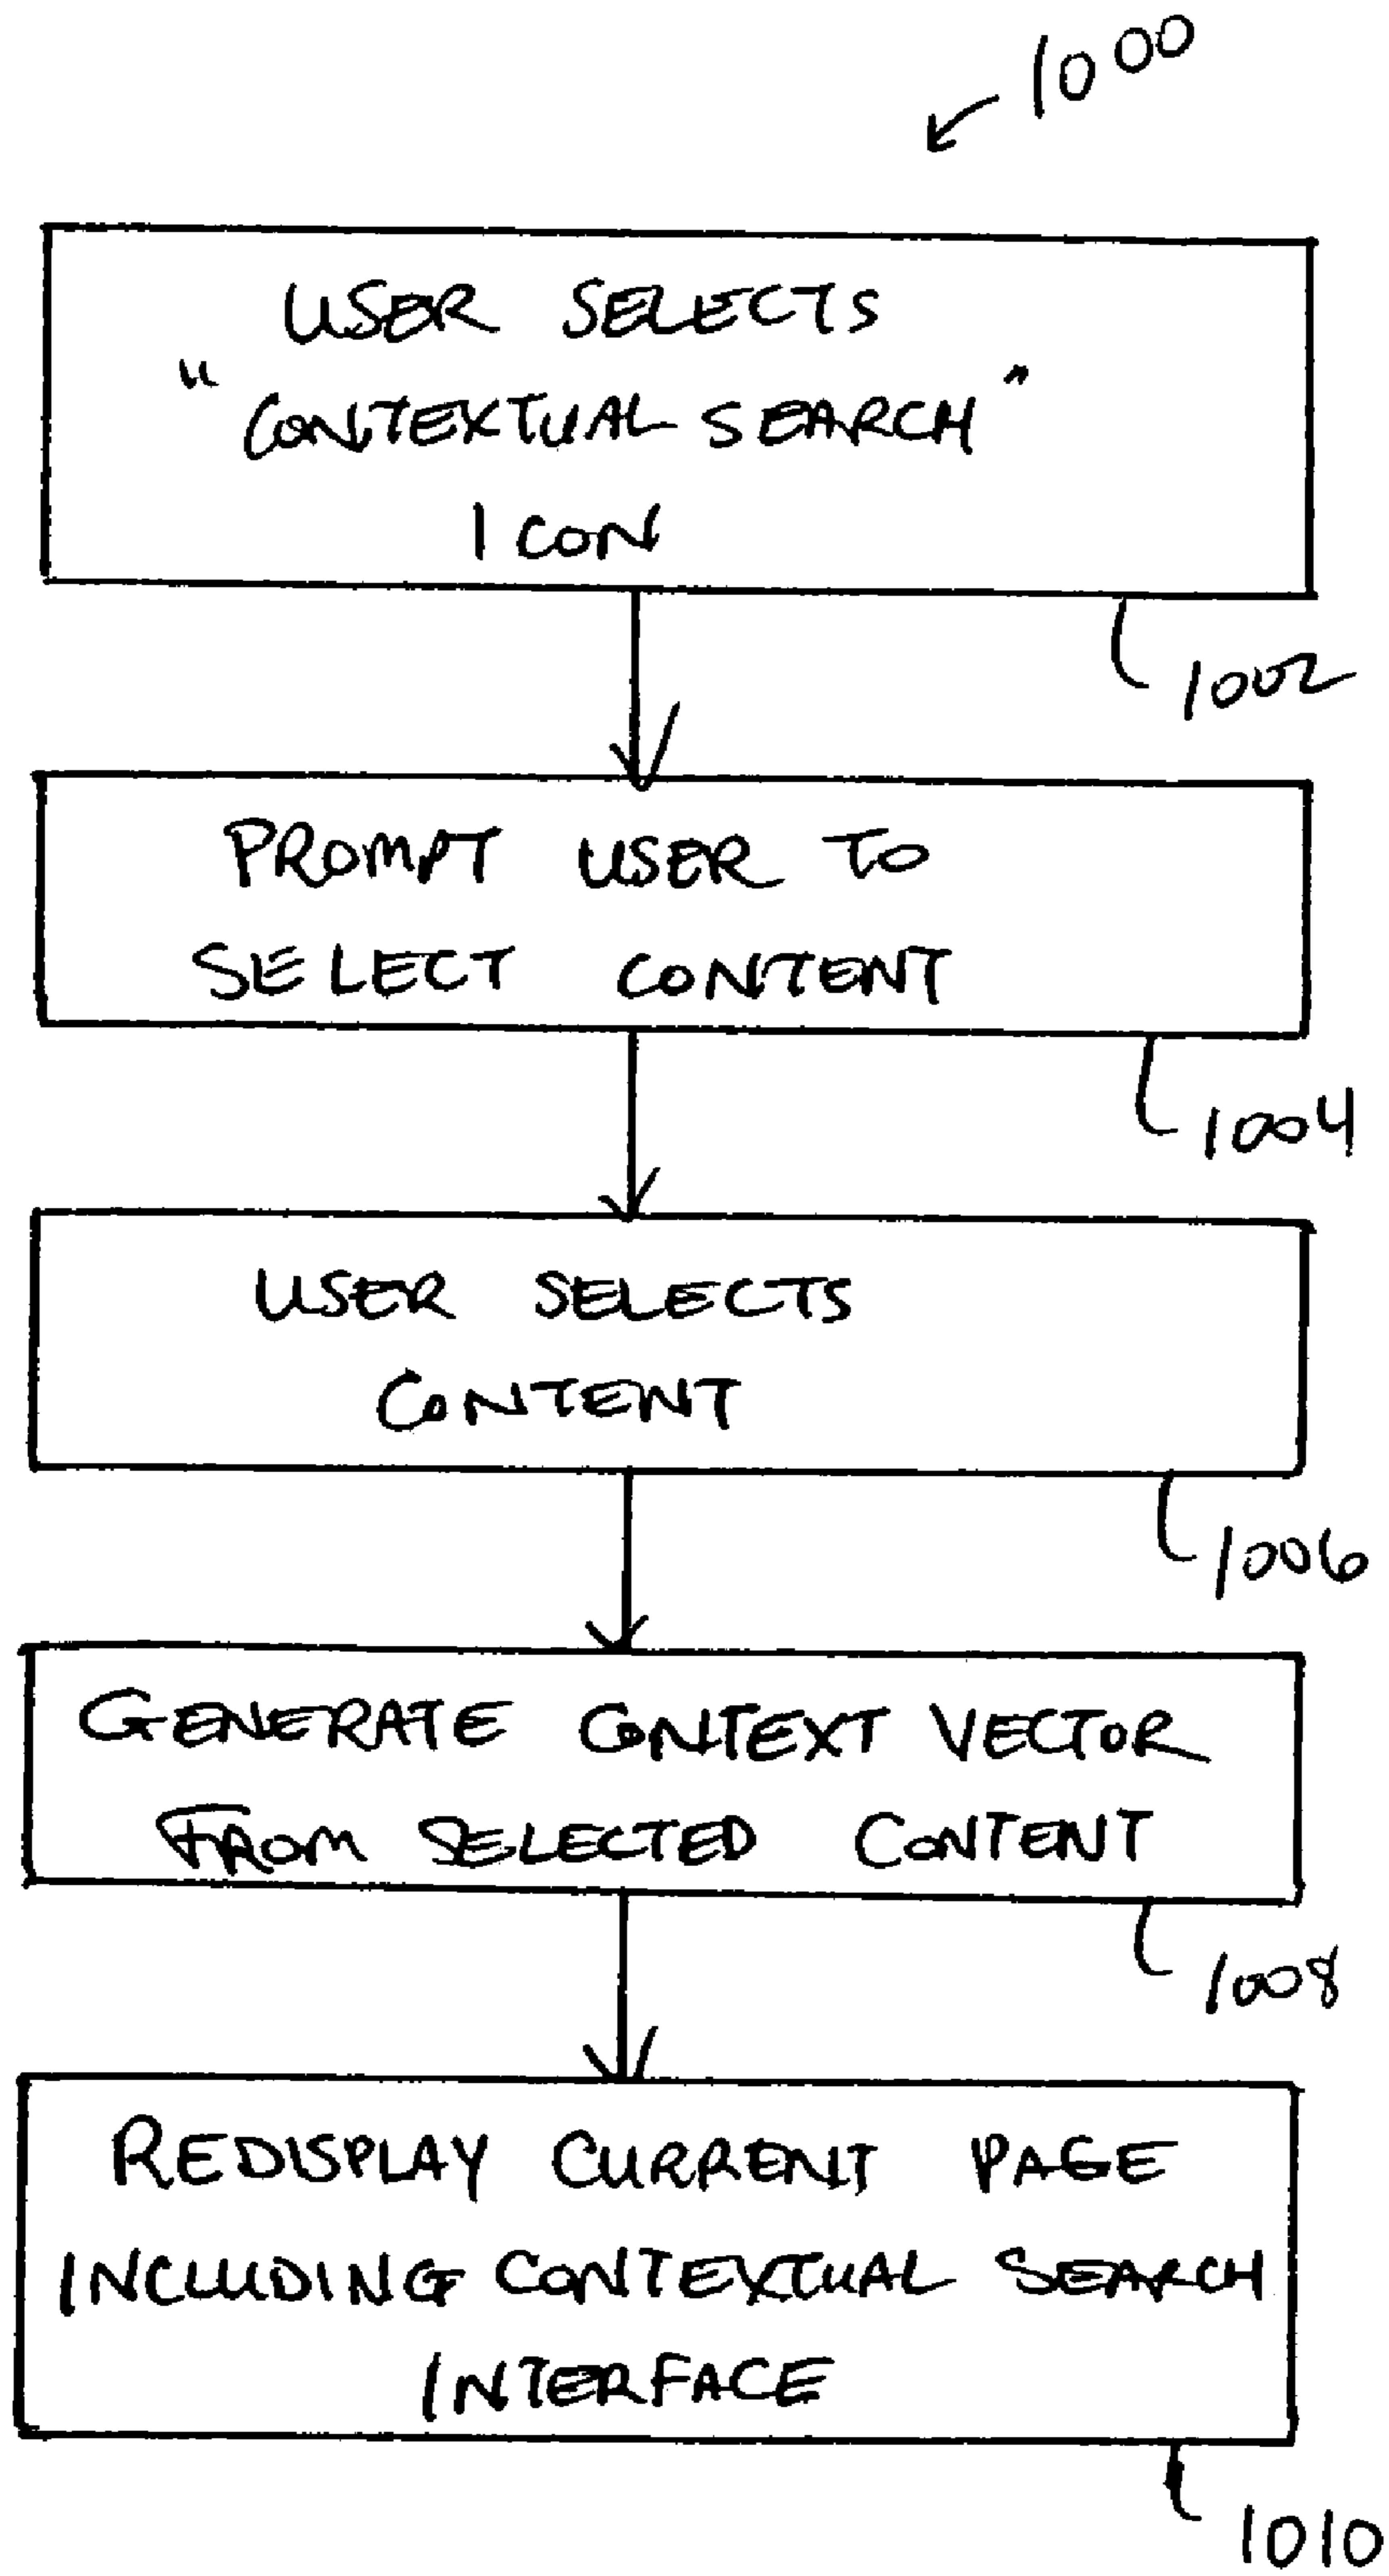 1000
USER SELECTS
"CONTEXTUAL SEARCH"
ICON
1002
PROMPT USER TO
SELECT CONTENT
1004
USER SELECTS
CONTENT
1006
GENERATE CONTEXT VECTOR
FROM SELECTED CONTENT
1008
REDISPLAY CURRENT PAGE
INCLUDING CONTEXTUAL SEARCH
INTERFACE
1010